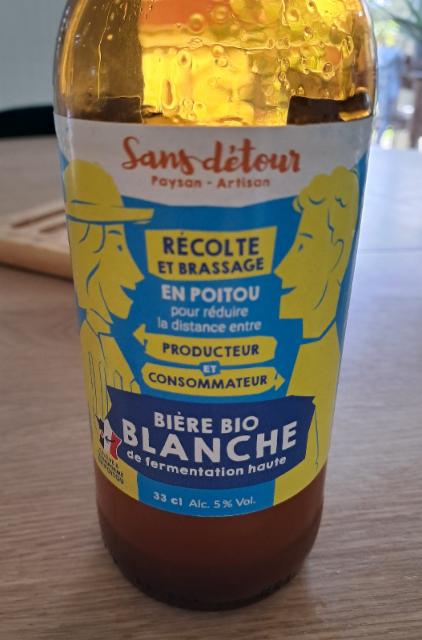 Sans détour
Paysan - Artisan
RÉCOLTE
ET BRASSAGE
EN POITOU
pour réduire
la distance entre
PRODUCTEUR
ET
CONSOMMATEUR
BIÈRE BIO
BLANCHE
de fermentation haute
33 cl Alc. 5% Vol.